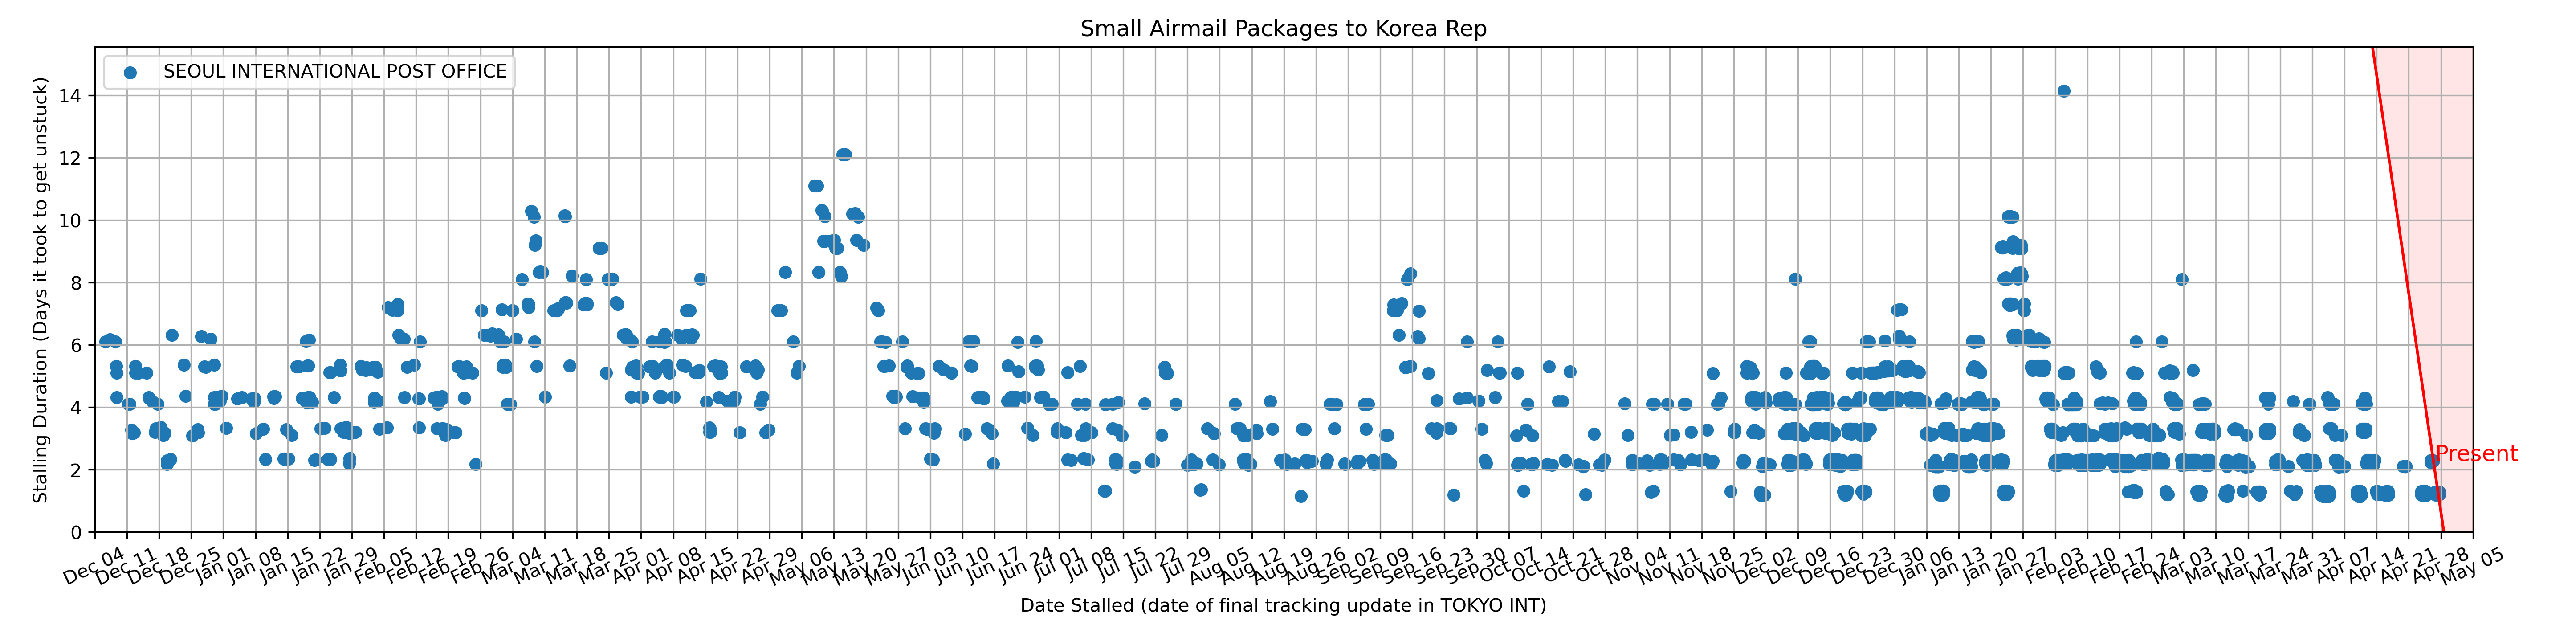 Small Airmail Packages to Korea Rep
SEOUL INTERNATIONAL POST OFFICE
Stalling Duration (Days it took to get unstuck)
14
12
10
8
6
4
2
0
Present
Dec 04
Dec 11
Dec 18
Dec 25
Jan 01
Jan 08
Jan 15
Jan 22
Jan 29
Feb 05
Feb 12
Feb 19
Feb 26
Mar 04
Mar 11
Mar 18
Mar 25
Apr 01
Apr 08
Apr 15
Apr 22
Apr 29
May 06
May 13
May 20
May 27
Jun 03
Jun 10
Jun 17
Jun 24
Jul 01
Jul 08
Jul 15
Jul 22
Jul 29
Aug 05
Aug 12
Aug 19
Aug 26
Sep 02
Sep 09
Sep 16
Sep 23
Sep 30
Oct 07
Oct 14
Oct 21
Oct 28
Nov 04
Nov 11
Nov 18
Nov 25
Dec 02
Dec 09
Dec 16
Dec 23
Dec 30
Jan 06
Jan 13
Jan 20
Jan 27
Feb 03
Feb 10
Feb 17
Feb 24
Mar 03
Mar 10
Mar 17
Mar 24
Mar 31
Apr 07
Apr 14
Apr 21
Apr 28
May 05
Date Stalled (date of final tracking update in TOKYO INT)